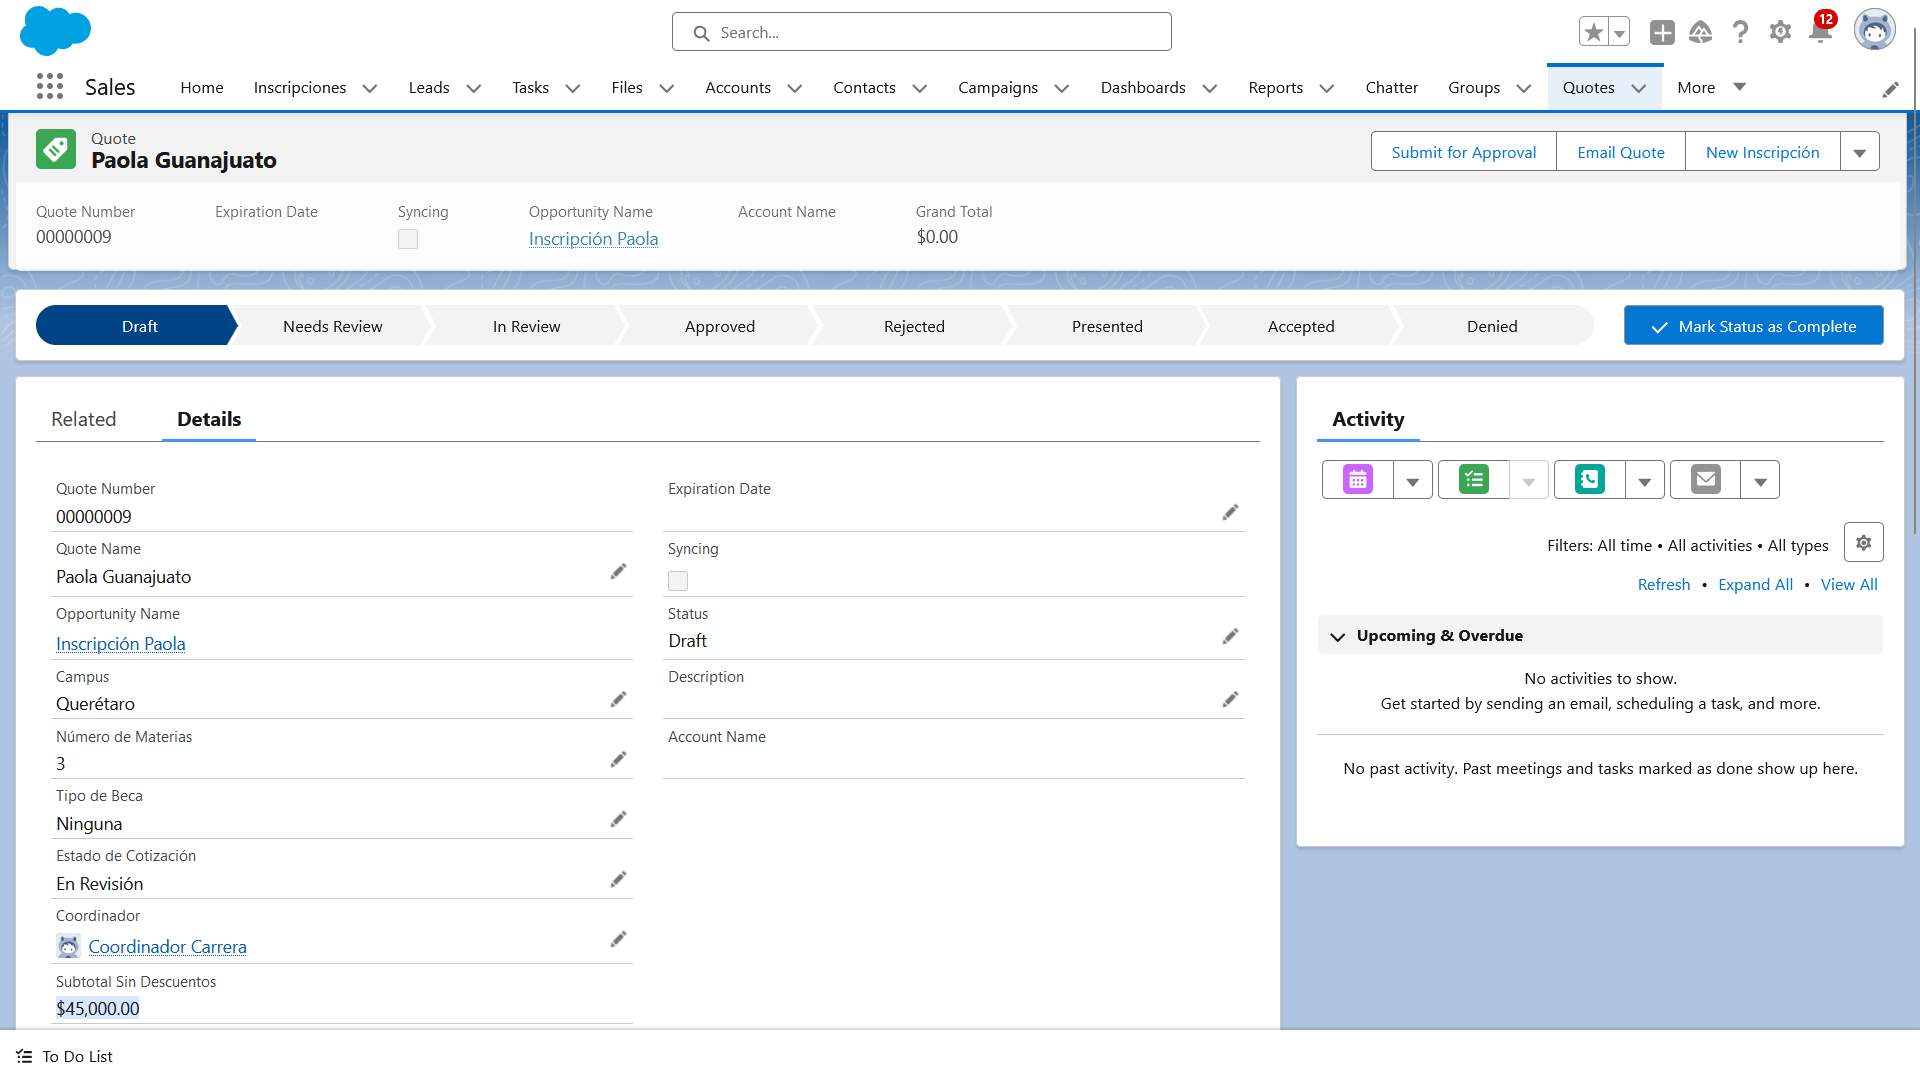 Search...
12
Sales
Home
Inscripciones
Leads
Tasks
Files
Accounts
Contacts
Campaigns
Dashboards
Reports
Chatter
Groups
Quotes
More
Quote
Paola Guanajuato
Submit for Approval
Email Quote
New Inscripción
Quote Number
Expiration Date
Syncing
Opportunity Name
Account Name
Grand Total
00000009
Inscripción Paola
$0.00
Draft
Needs Review
In Review
Approved
Rejected
Presented
Accepted
Denied
Mark Status as Complete
Related
Details
Quote Number
00000009
Quote Name
Paola Guanajuato
Opportunity Name
Inscripción Paola
Campus
Querétaro
Número de Materias
3
Tipo de Beca
Ninguna
Estado de Cotización
En Revisión
Coordinador
Coordinador Carrera
Subtotal Sin Descuentos
$45,000.00
Expiration Date
Syncing
Status
Draft
Description
Account Name
Activity
Filters: All time • All activities • All types
Refresh • Expand All • View All
Upcoming & Overdue
No activities to show.
Get started by sending an email, scheduling a task, and more.
No past activity. Past meetings and tasks marked as done show up here.
To Do List